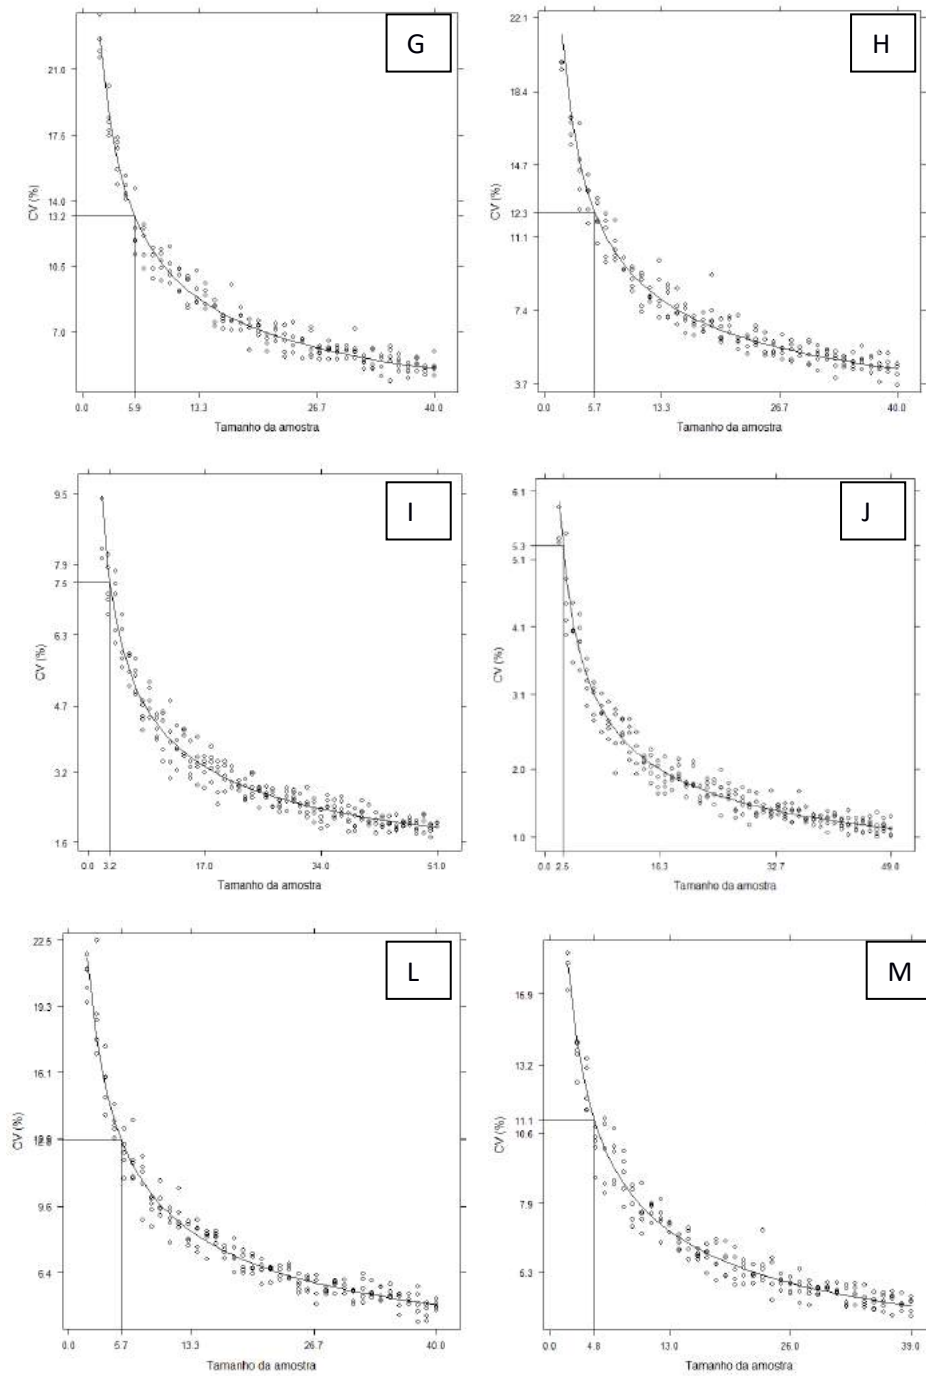 G
21.0
17.5
14.0
13.2
10.5
7.0
CV (%)
0.0 5.9 13.3 26.7 40.0
Tamanho da amostra
H
22.1
18.4
14.7
12.3
11.1
7.4
3.7
CV (%)
0.0 5.7 13.3 26.7 40.0
Tamanho da amostra
I
9.5
7.9
7.5
6.3
4.7
3.2
1.6
CV (%)
0.0 3.2 17.0 34.0 51.0
Tamanho da amostra
J
6.1
5.3
5.1
4.1
3.1
2.0
1.0
CV (%)
0.0 2.5 16.3 32.7 49.0
Tamanho da amostra
L
22.5
19.3
16.1
9.6
6.4
CV (%)
0.0 5.7 13.3 26.7 40.0
Tamanho da amostra
M
15.9
13.2
11.1
10.6
7.9
5.3
CV (%)
0.0 4.8 13.0 26.0 39.0
Tamanho da amostra